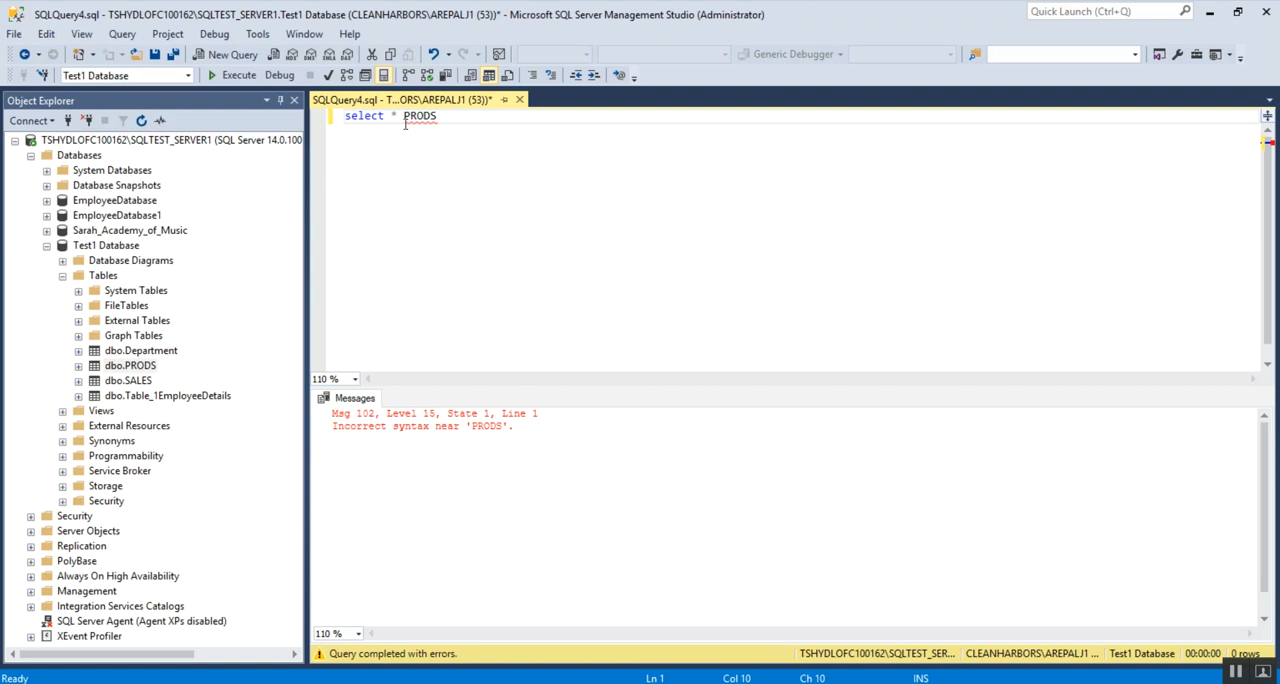 SQLQuery4.sql - TSHYDLOFC100162\SQLTEST_SERVER1.Test1 Database (CLEANHARBORS\AREPALJ1 (53))* - Microsoft SQL Server Management Studio (Administrator)
Quick Launch (Ctrl+Q)
File Edit View Query Project Debug Tools Window Help
New Query
Generic Debugger
Test1 Database
Execute Debug
Object Explorer
SQLQuery4.sql - T...ORS\AREPALJ1 (53))*
Connect
select * PRODS
TSHYDLOFC100162\SQLTEST_SERVER1 (SQL Server 14.0.100
Databases
System Databases
Database Snapshots
EmployeeDatabase
EmployeeDatabase1
Sarah_Academy_of_Music
Test1 Database
Database Diagrams
Tables
System Tables
FileTables
External Tables
Graph Tables
dbo.Department
dbo.PRODS
dbo.SALES
dbo.Table_1EmployeeDetails
Views
External Resources
Synonyms
Programmability
Service Broker
Storage
Security
Security
Server Objects
Replication
PolyBase
Always On High Availability
Management
Integration Services Catalogs
SQL Server Agent (Agent XPs disabled)
XEvent Profiler
110 %
Messages
Msg 102, Level 15, State 1, Line 1
Incorrect syntax near 'PRODS'.
110 %
Query completed with errors.
TSHYDLOFC100162\SQLTEST_SER... CLEANHARBORS\AREPALJ1 ... Test1 Database 00:00:00 0 rows
Ready Ln 1 Col 10 Ch 10 INS